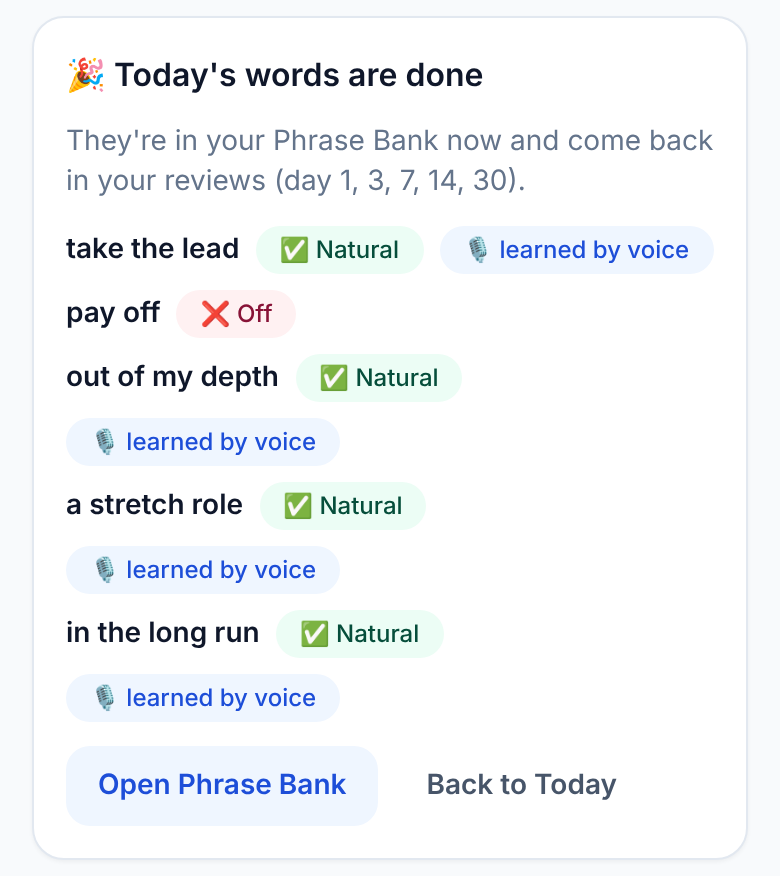 🎉 Today's words are done
They're in your Phrase Bank now and come back
in your reviews (day 1, 3, 7, 14, 30).
take the lead ✅ Natural 🎙️ learned by voice
pay off ❌ Off
out of my depth ✅ Natural
🎙️ learned by voice
a stretch role ✅ Natural
🎙️ learned by voice
in the long run ✅ Natural
🎙️ learned by voice
Open Phrase Bank Back to Today